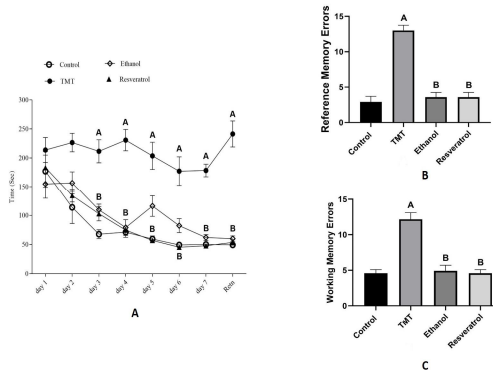 Control
Ethanol
TMT
Resveratrol
300
250
200
150
100
50
0
Time (Sec)
A A A A A A
B B B B B B
day 1 day 2 day 3 day 4 day 5 day 6 day 7 Retn
A
Reference Memory Errors
15
10
5
0
A
B B
Control TMT Ethanol Resveratrol
B
Working Memory Errors
15
10
5
0
A
B B
Control TMT Ethanol Resveratrol
C